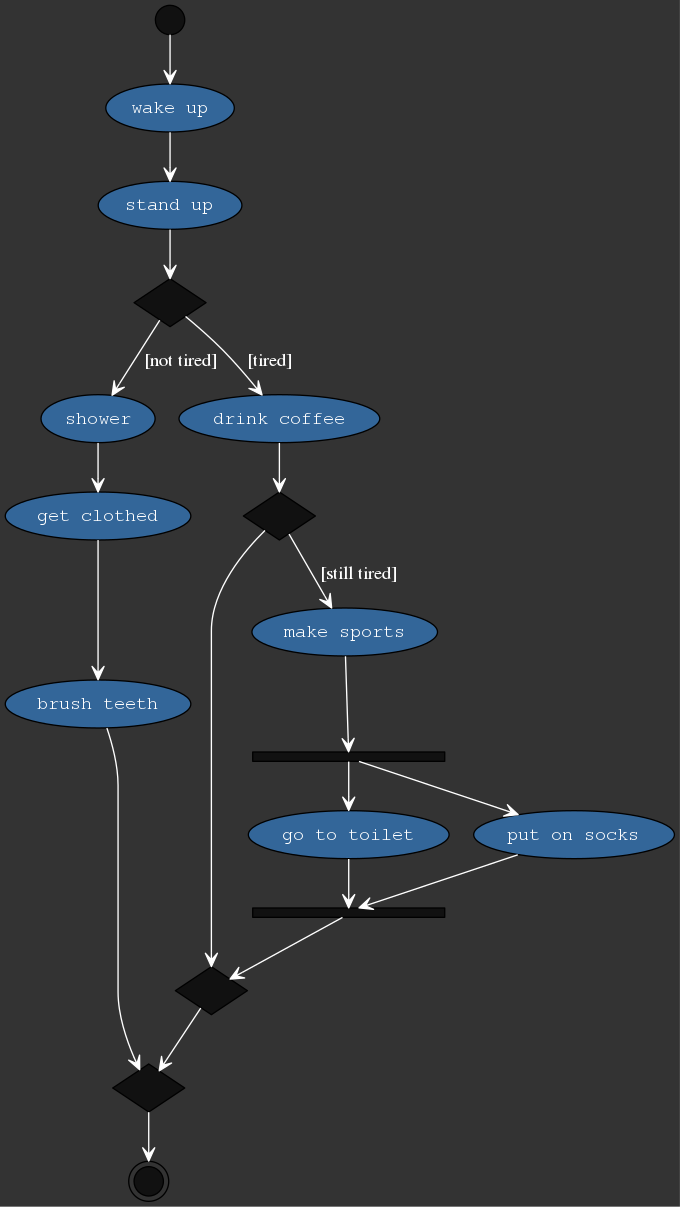 wake up
stand up
[not tired]
[tired]
shower
drink coffee
get clothed
[still tired]
make sports
brush teeth
go to toilet
put on socks